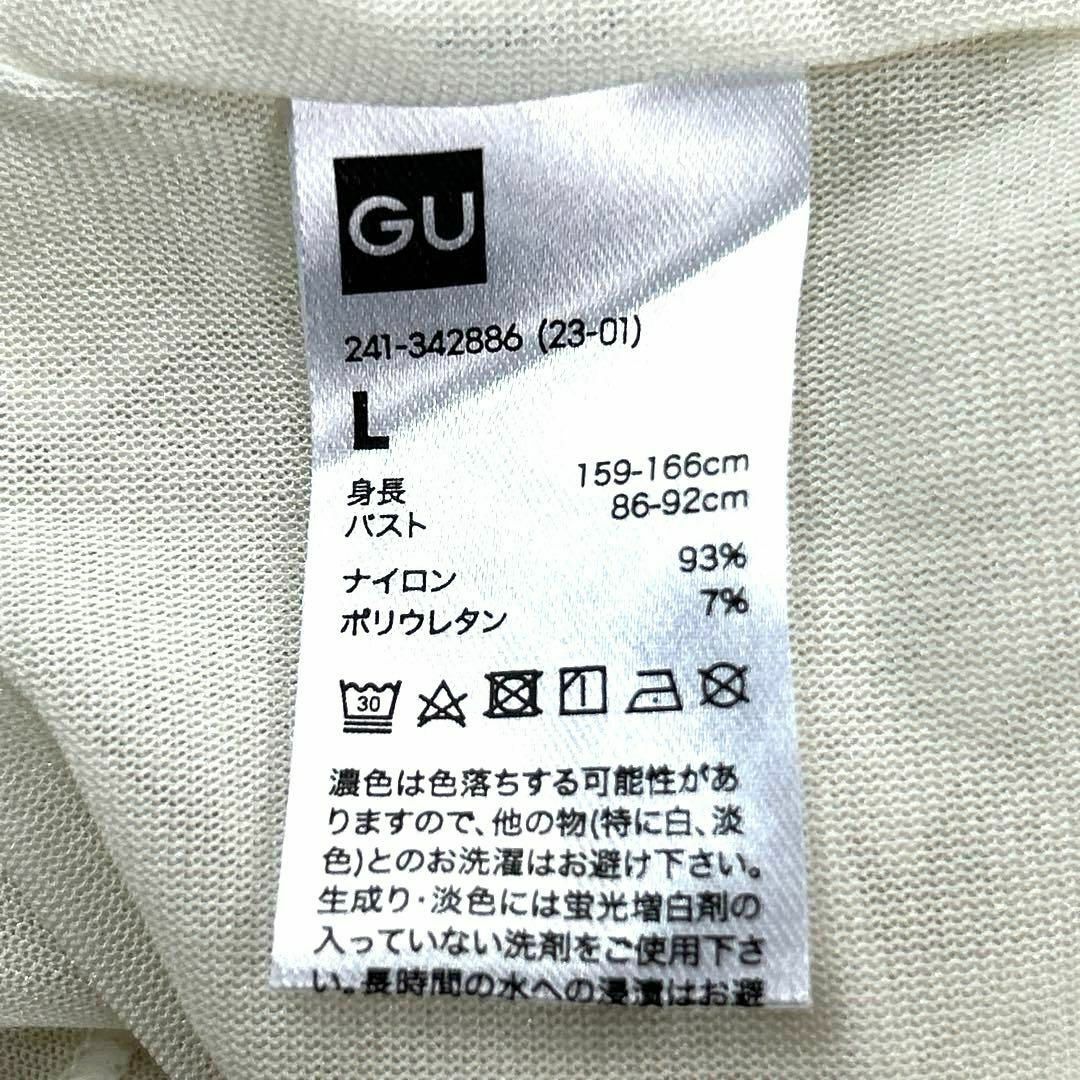 GU
241-342886 (23-01)
L
身長 159-166cm
バスト 86-92cm
ナイロン 93%
ポリウレタン 7%
30
濃色は色落ちする可能性があ
りますので、他の物(特に白、淡
色)とのお洗濯はお避け下さい。
生成り・淡色には蛍光増白剤の
入っていない洗剤をご使用下さ
い。長時間の水への浸漬はお避